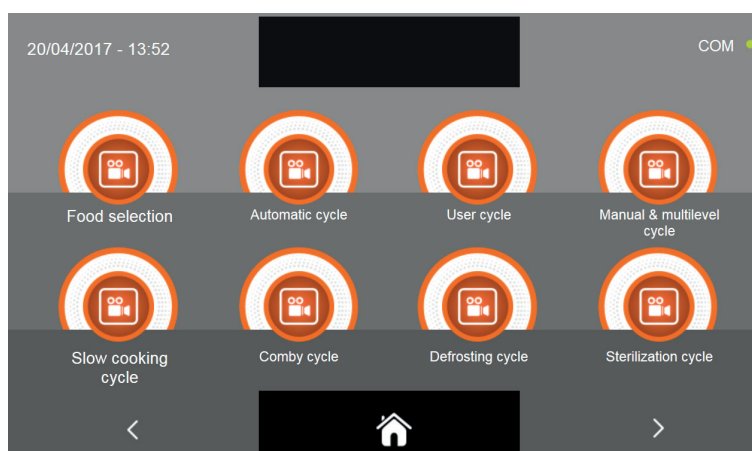 20/04/2017 - 13:52
COM
Food selection
Automatic cycle
User cycle
Manual & multilevel
cycle
Slow cooking
cycle
Comby cycle
Defrosting cycle
Sterilization cycle